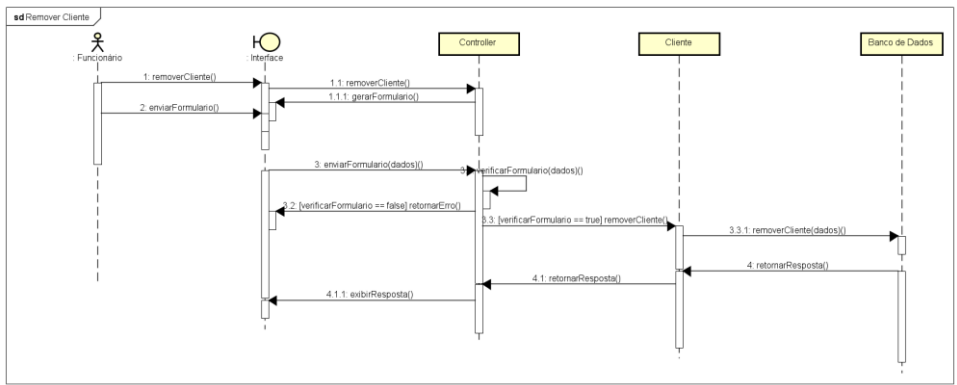 sd Remover Cliente
: Funcionário
: Interface
Controller
Cliente
Banco de Dados
1: removerCliente()
1.1: removerCliente()
1.1.1: gerarFormulario()
2: enviarFormulario()
3: enviarFormulario(dados)()
verificarFormulario(dados)()
3.2: [verificarFormulario == false] retornarErro()
3.3: [verificarFormulario == true] removerCliente()
3.3.1: removerCliente(dados)()
4: retornarResposta()
4.1: retornarResposta()
4.1.1: exibirResposta()